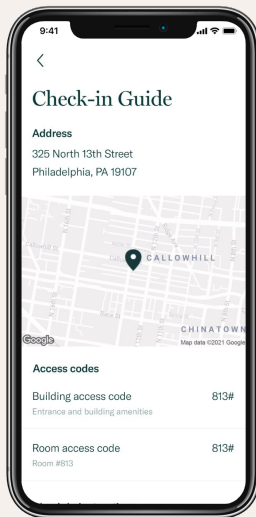 9:41
Check-in Guide
Address
325 North 13th Street
Philadelphia, PA 19107
CALLOWHILL
CHINATOWN
Google
Map data ©2021 Google
Access codes
Building access code 813#
Entrance and building amenities
Room access code 813#
Room #813